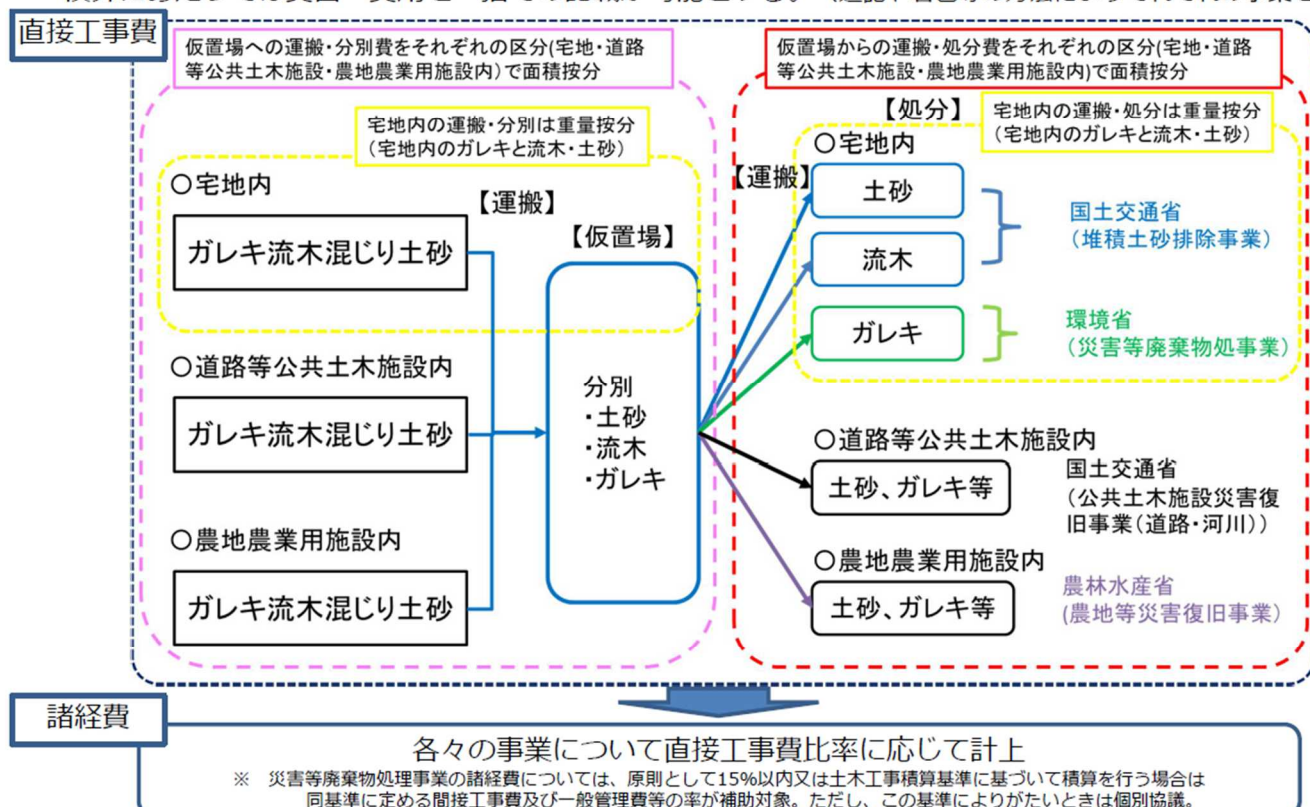 直接工事費
仮置場への運搬・分別費をそれぞれの区分(宅地・道路
等公共土木施設・農地農業用施設内)で面積按分
仮置場からの運搬・処分費をそれぞれの区分(宅地・道路
等公共土木施設・農地農業用施設内)で面積按分
宅地内の運搬・分別は重量按分
(宅地内のガレキと流木・土砂)
【処分】
宅地内の運搬・処分は重量按分
(宅地内のガレキと流木・土砂)
○宅地内
ガレキ流木混じり土砂
【運搬】
【仮置場】
○道路等公共土木施設内
ガレキ流木混じり土砂
○農地農業用施設内
ガレキ流木混じり土砂
分別
・土砂
・流木
・ガレキ
【運搬】
○宅地内
土砂
流木
国土交通省
(堆積土砂排除事業)
ガレキ
環境省
(災害等廃棄物処事業)
○道路等公共土木施設内
土砂、ガレキ等
国土交通省
(公共土木施設災害復
旧事業(道路・河川))
○農地農業用施設内
土砂、ガレキ等
農林水産省
(農地等災害復旧事業)
諸経費
各々の事業について直接工事費比率に応じて計上
※ 災害等廃棄物処理事業の諸経費については、原則として15%以内又は土木工事積算基準に基づいて積算を行う場合は
同基準に定める間接工事費及び一般管理費等の率が補助対象。ただし、この基準によりがたいときは個別協議。